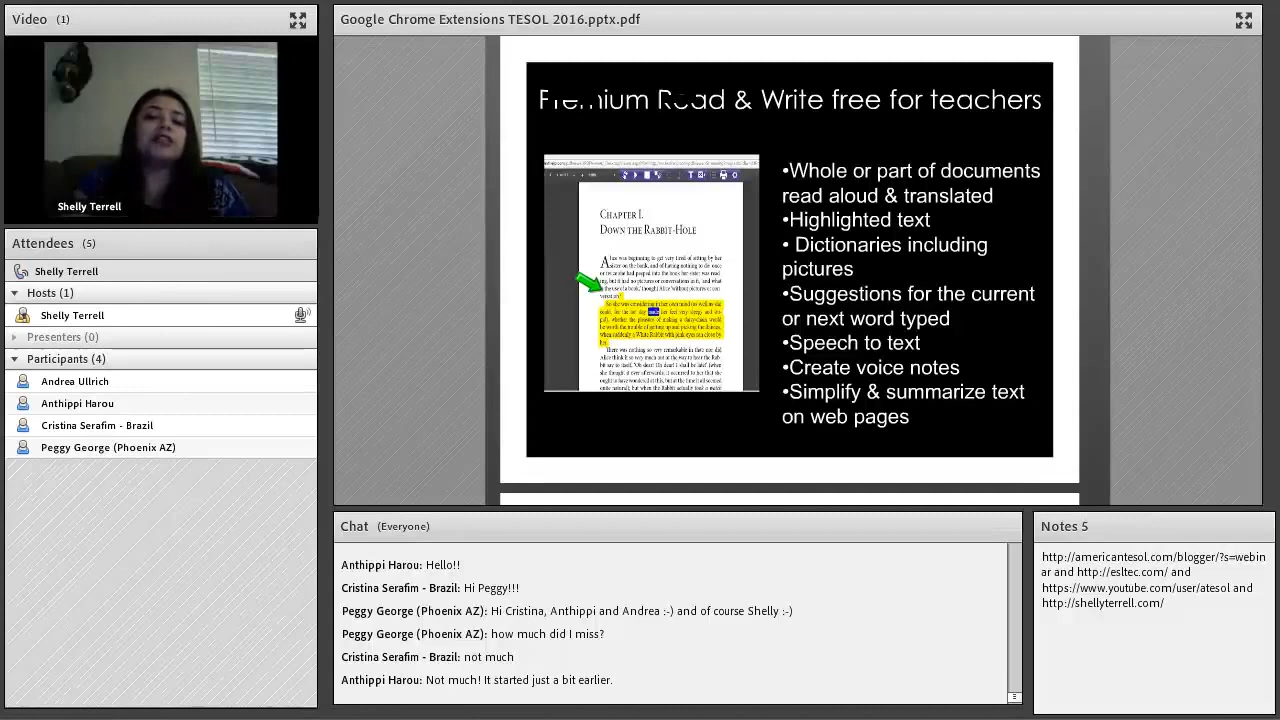 Video (1)
Shelly Terrell
Attendees (5)
Shelly Terrell
Hosts (1)
Shelly Terrell
Presenters (0)
Participants (4)
Andrea Ullrich
Anthippi Harou
Cristina Serafim - Brazil
Peggy George (Phoenix AZ)
Google Chrome Extensions TESOL 2016.pptx.pdf
Premium Read & Write free for teachers
CHAPTER I.
DOWN THE RABBIT-HOLE
•Whole or part of documents
read aloud & translated
•Highlighted text
• Dictionaries including
pictures
•Suggestions for the current
or next word typed
•Speech to text
•Create voice notes
•Simplify & summarize text
on web pages
Chat (Everyone)
Anthippi Harou: Hello!!
Cristina Serafim - Brazil: Hi Peggy!!!
Peggy George (Phoenix AZ): Hi Cristina, Anthippi and Andrea :-) and of course Shelly :-)
Peggy George (Phoenix AZ): how much did I miss?
Cristina Serafim - Brazil: not much
Anthippi Harou: Not much! It started just a bit earlier.
Notes 5
http://americantesol.com/blogger/?s=webin
ar and http://esltec.com/ and
https://www.youtube.com/user/atesol and
http://shellyterrell.com/